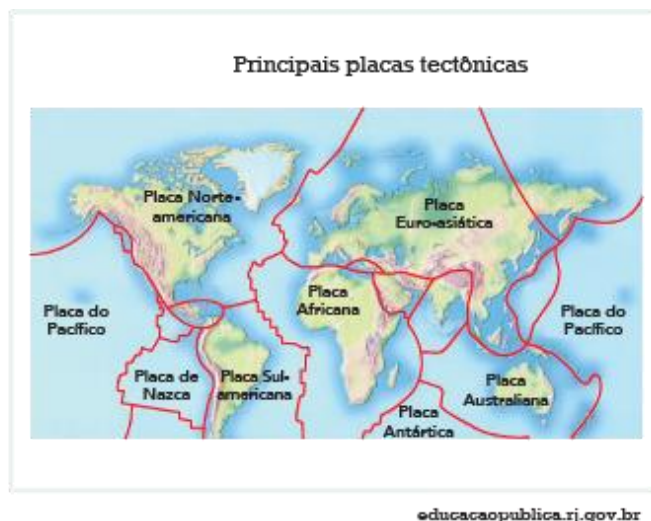 Principais placas tectônicas
Placa Norte-
americana
Placa
Euro-asiática
Placa do
Pacífico
Placa
Africana
Placa do
Pacífico
Placa de
Nazca
Placa Sul-
americana
Placa
Australiana
Placa
Antártica
educacaopublica.rj.gov.br